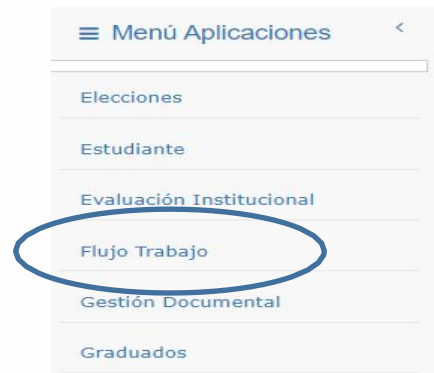 ≡ Menú Aplicaciones <
Elecciones
Estudiante
Evaluación Institucional
Flujo Trabajo
Gestión Documental
Graduados